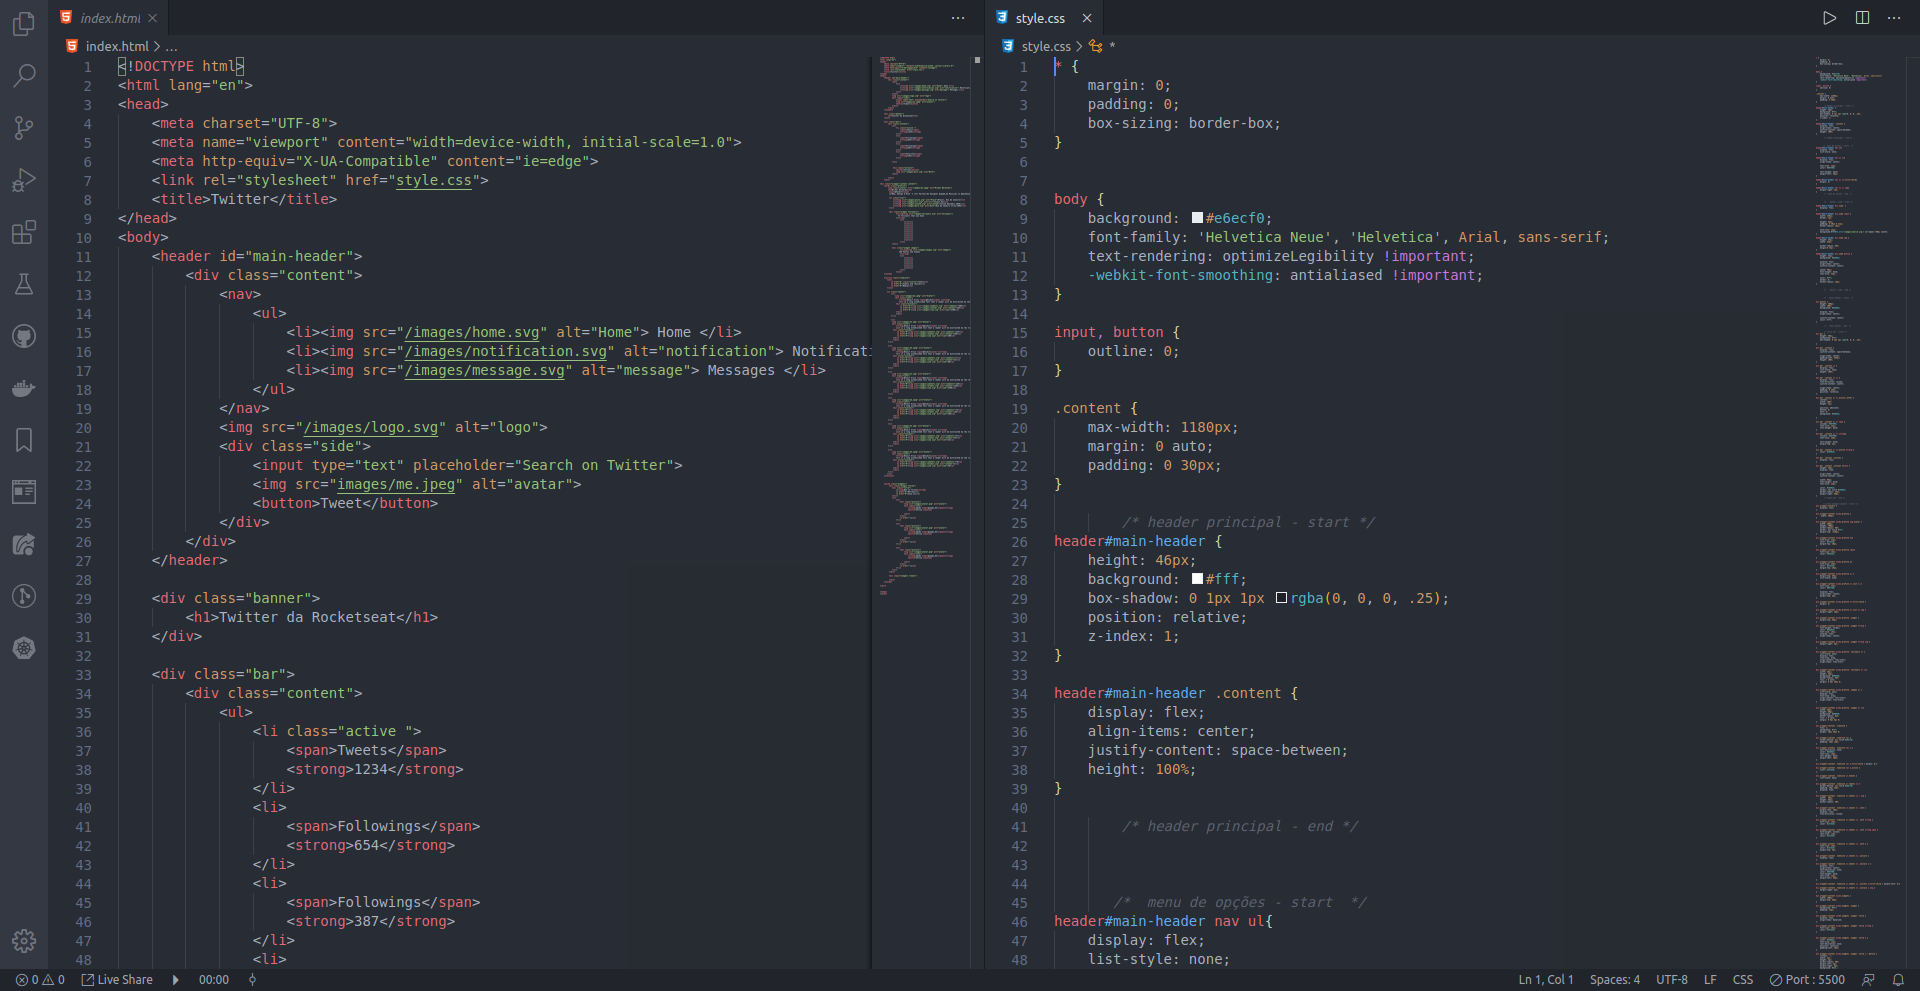 index.html
index.html > ...
1 <!DOCTYPE html>
2 <html lang="en">
3 <head>
4 <meta charset="UTF-8">
5 <meta name="viewport" content="width=device-width, initial-scale=1.0">
6 <meta http-equiv="X-UA-Compatible" content="ie=edge">
7 <link rel="stylesheet" href="style.css">
8 <title>Twitter</title>
9 </head>
10 <body>
11 <header id="main-header">
12 <div class="content">
13 <nav>
14 <ul>
15 <li><img src="/images/home.svg" alt="Home"> Home </li>
16 <li><img src="/images/notification.svg" alt="notification"> Notificati
17 <li><img src="/images/message.svg" alt="message"> Messages </li>
18 </ul>
19 </nav>
20 <img src="/images/logo.svg" alt="logo">
21 <div class="side">
22 <input type="text" placeholder="Search on Twitter">
23 <img src="images/me.jpeg" alt="avatar">
24 <button>Tweet</button>
25 </div>
26 </div>
27 </header>
28
29 <div class="banner">
30 <h1>Twitter da Rocketseat</h1>
31 </div>
32
33 <div class="bar">
34 <div class="content">
35 <ul>
36 <li class="active ">
37 <span>Tweets</span>
38 <strong>1234</strong>
39 </li>
40 <li>
41 <span>Followings</span>
42 <strong>654</strong>
43 </li>
44 <li>
45 <span>Followings</span>
46 <strong>387</strong>
47 </li>
48 <li>
style.css
style.css > *
1 * {
2 margin: 0;
3 padding: 0;
4 box-sizing: border-box;
5 }
6
7
8 body {
9 background: #e6ecf0;
10 font-family: 'Helvetica Neue', 'Helvetica', Arial, sans-serif;
11 text-rendering: optimizeLegibility !important;
12 -webkit-font-smoothing: antialiased !important;
13 }
14
15 input, button {
16 outline: 0;
17 }
18
19 .content {
20 max-width: 1180px;
21 margin: 0 auto;
22 padding: 0 30px;
23 }
24
25 /* header principal - start */
26 header#main-header {
27 height: 46px;
28 background: #fff;
29 box-shadow: 0 1px 1px rgba(0, 0, 0, .25);
30 position: relative;
31 z-index: 1;
32 }
33
34 header#main-header .content {
35 display: flex;
36 align-items: center;
37 justify-content: space-between;
38 height: 100%;
39 }
40
41 /* header principal - end */
42
43
44
45 /* menu de opções - start */
46 header#main-header nav ul{
47 display: flex;
48 list-style: none;
0 0 Live Share 00:00 Ln 1, Col 1 Spaces: 4 UTF-8 LF CSS Port : 5500